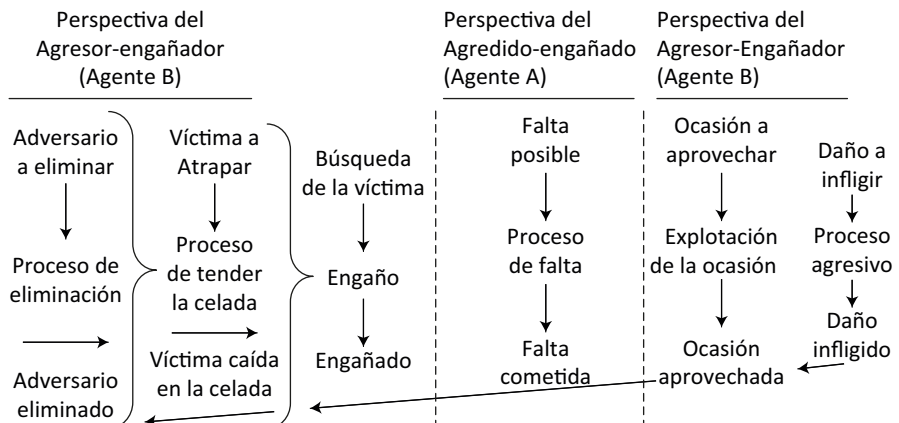 Perspectiva del
Agresor-engañador
(Agente B)
Perspectiva del
Agredido-engañado
(Agente A)
Perspectiva del
Agresor-Engañador
(Agente B)
Adversario
a eliminar
Proceso de
eliminación
Adversario
eliminado
Víctima a
Atrapar
Proceso
de tender
la celada
Víctima caída
en la celada
Búsqueda
de la víctima
Engaño
Engañado
Falta
posible
Proceso
de falta
Falta
cometida
Ocasión a
aprovechar
Explotación
de la ocasión
Ocasión
aprovechada
Daño a
infligir
Proceso
agresivo
Daño
infligido